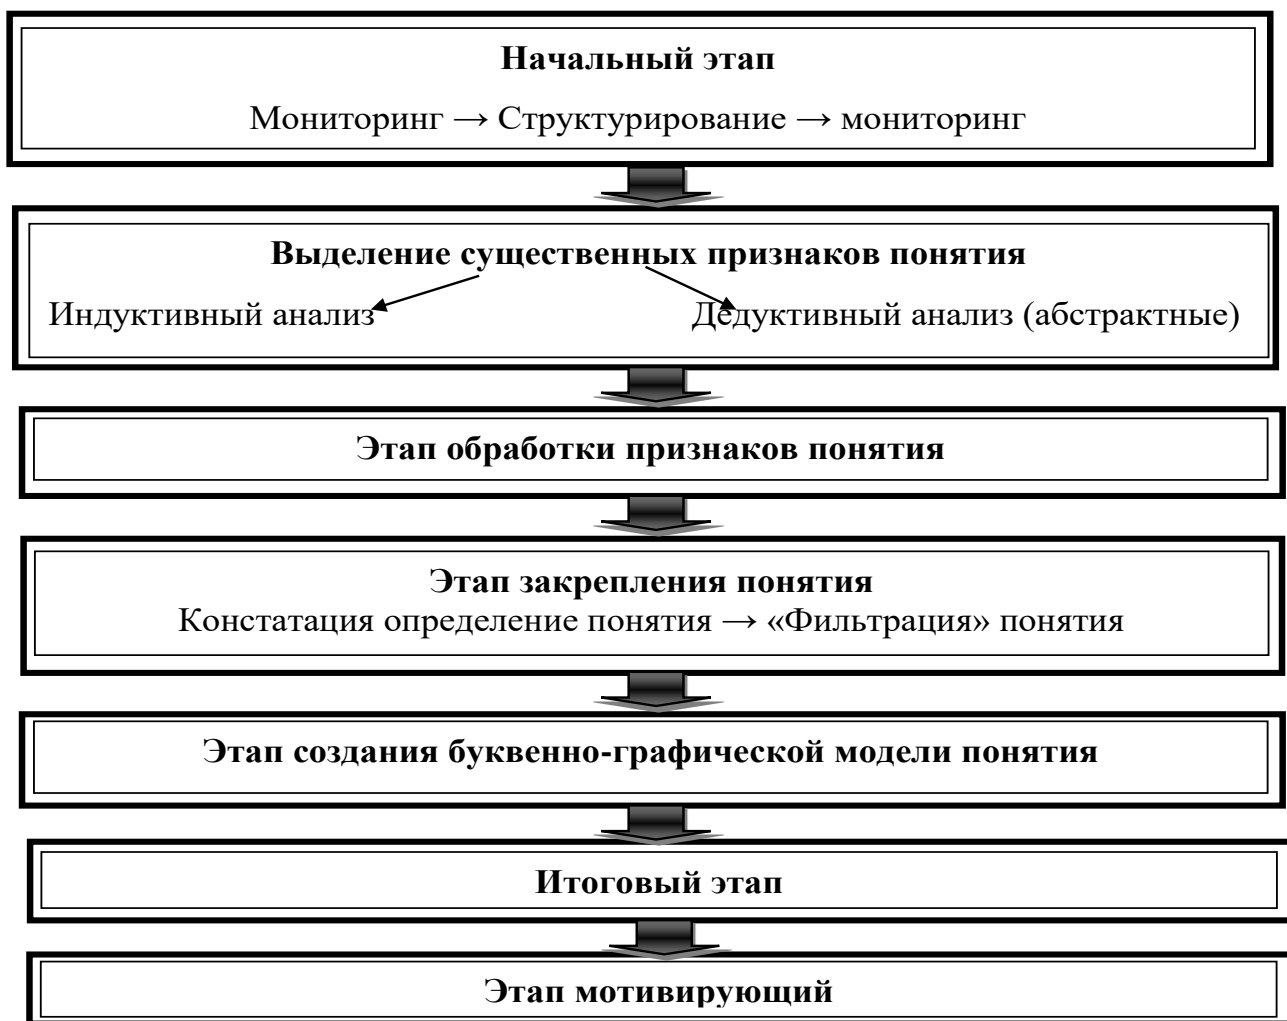 Начальный этап
Мониторинг → Структурирование → мониторинг
Выделение существенных признаков понятия
Индуктивный анализ Дедуктивный анализ (абстрактные)
Этап обработки признаков понятия
Этап закрепления понятия
Констатация определение понятия → «Фильтрация» понятия
Этап создания буквенно-графической модели понятия
Итоговый этап
Этап мотивирующий